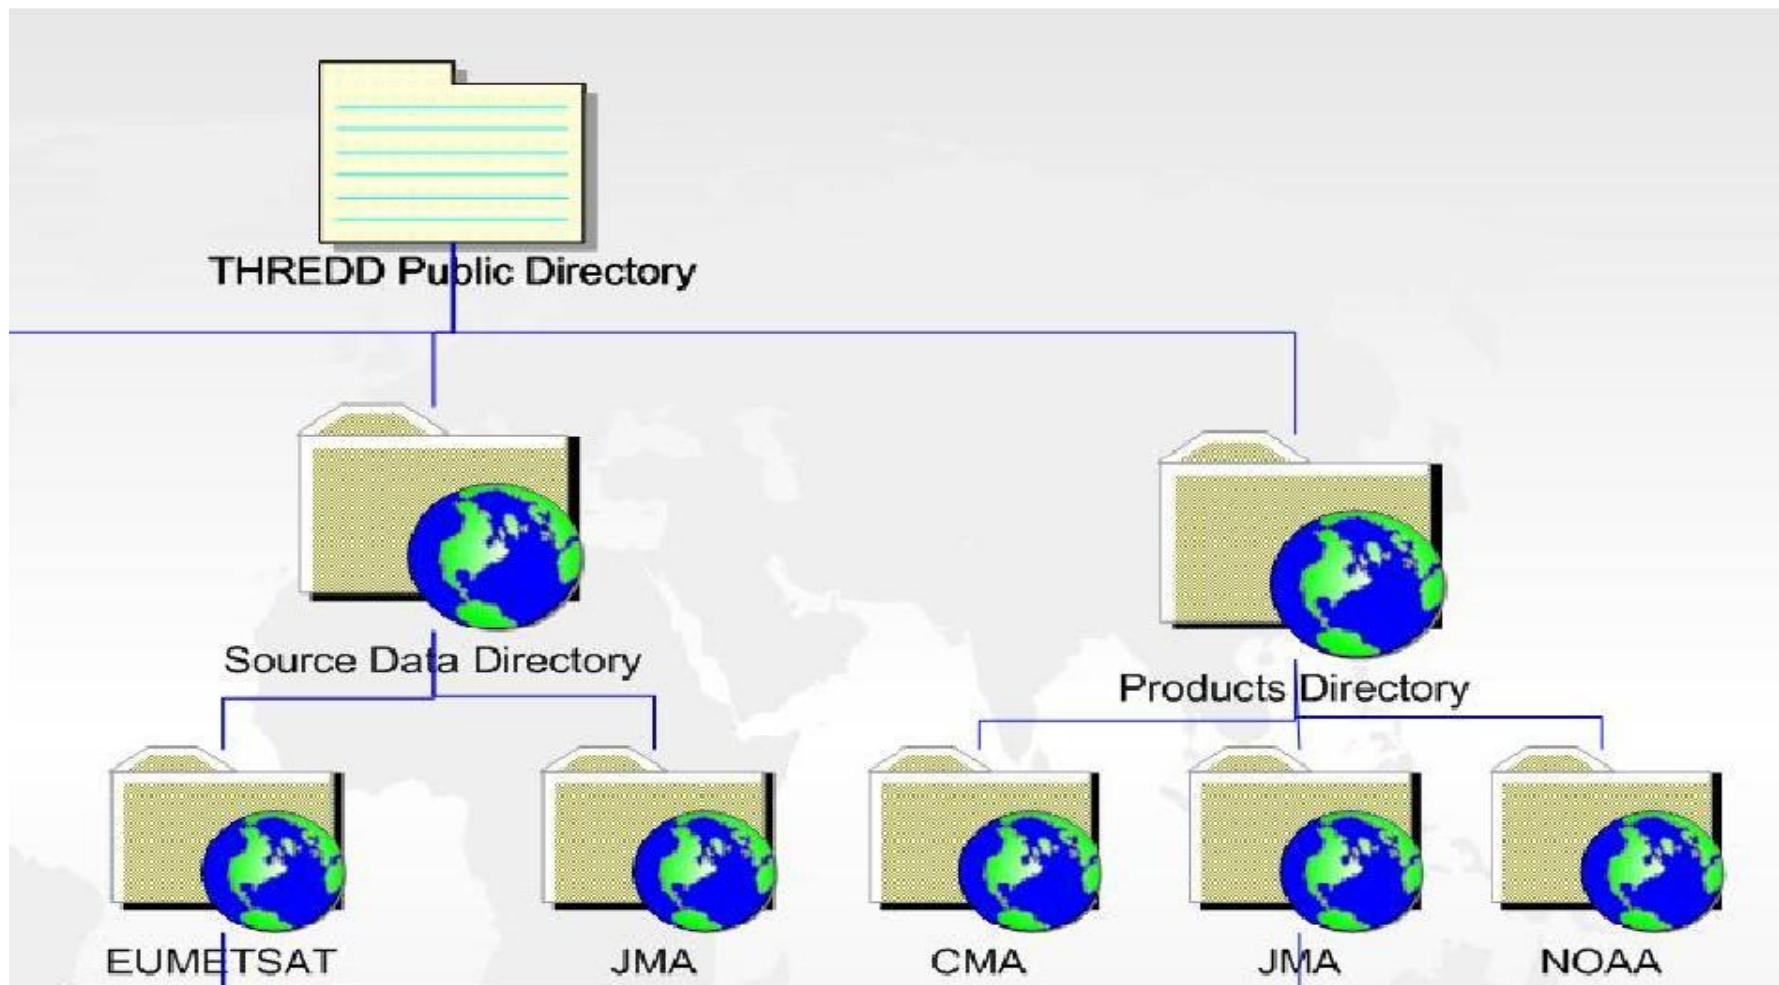 THREDD Public Directory
Source Data Directory
Products Directory
EUMETSAT
JMA
CMA
JMA
NOAA